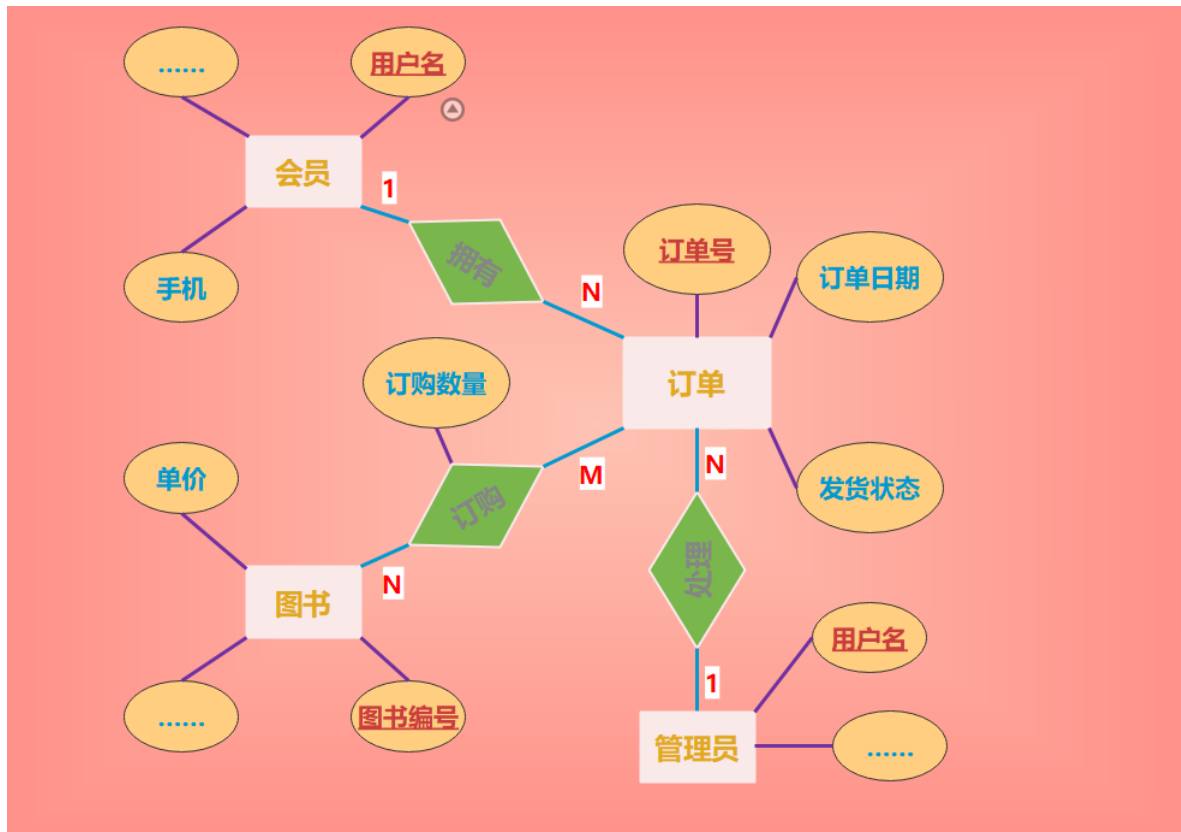 ……
用户名
会员
1
手机
拥有
N
订单号
订单日期
订单
订购数量
M
N
发货状态
单价
订购
N
图书
处理
……
图书编号
1
用户名
管理员
……